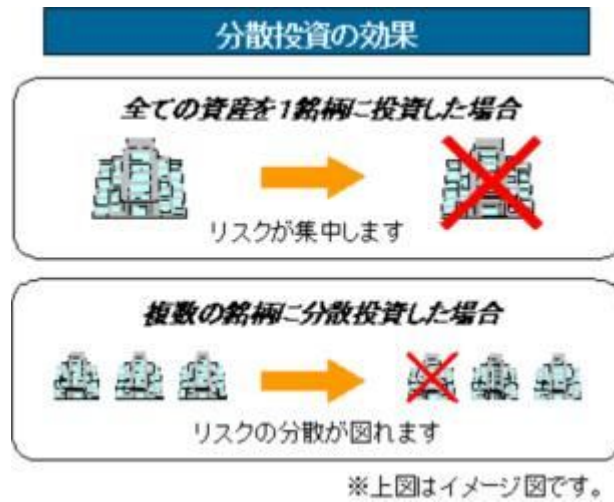 分散投資の効果
全ての資産を1銘柄に投資した場合
リスクが集中します
複数の銘柄に分散投資した場合
リスクの分散が図れます
※上図はイメージ図です。